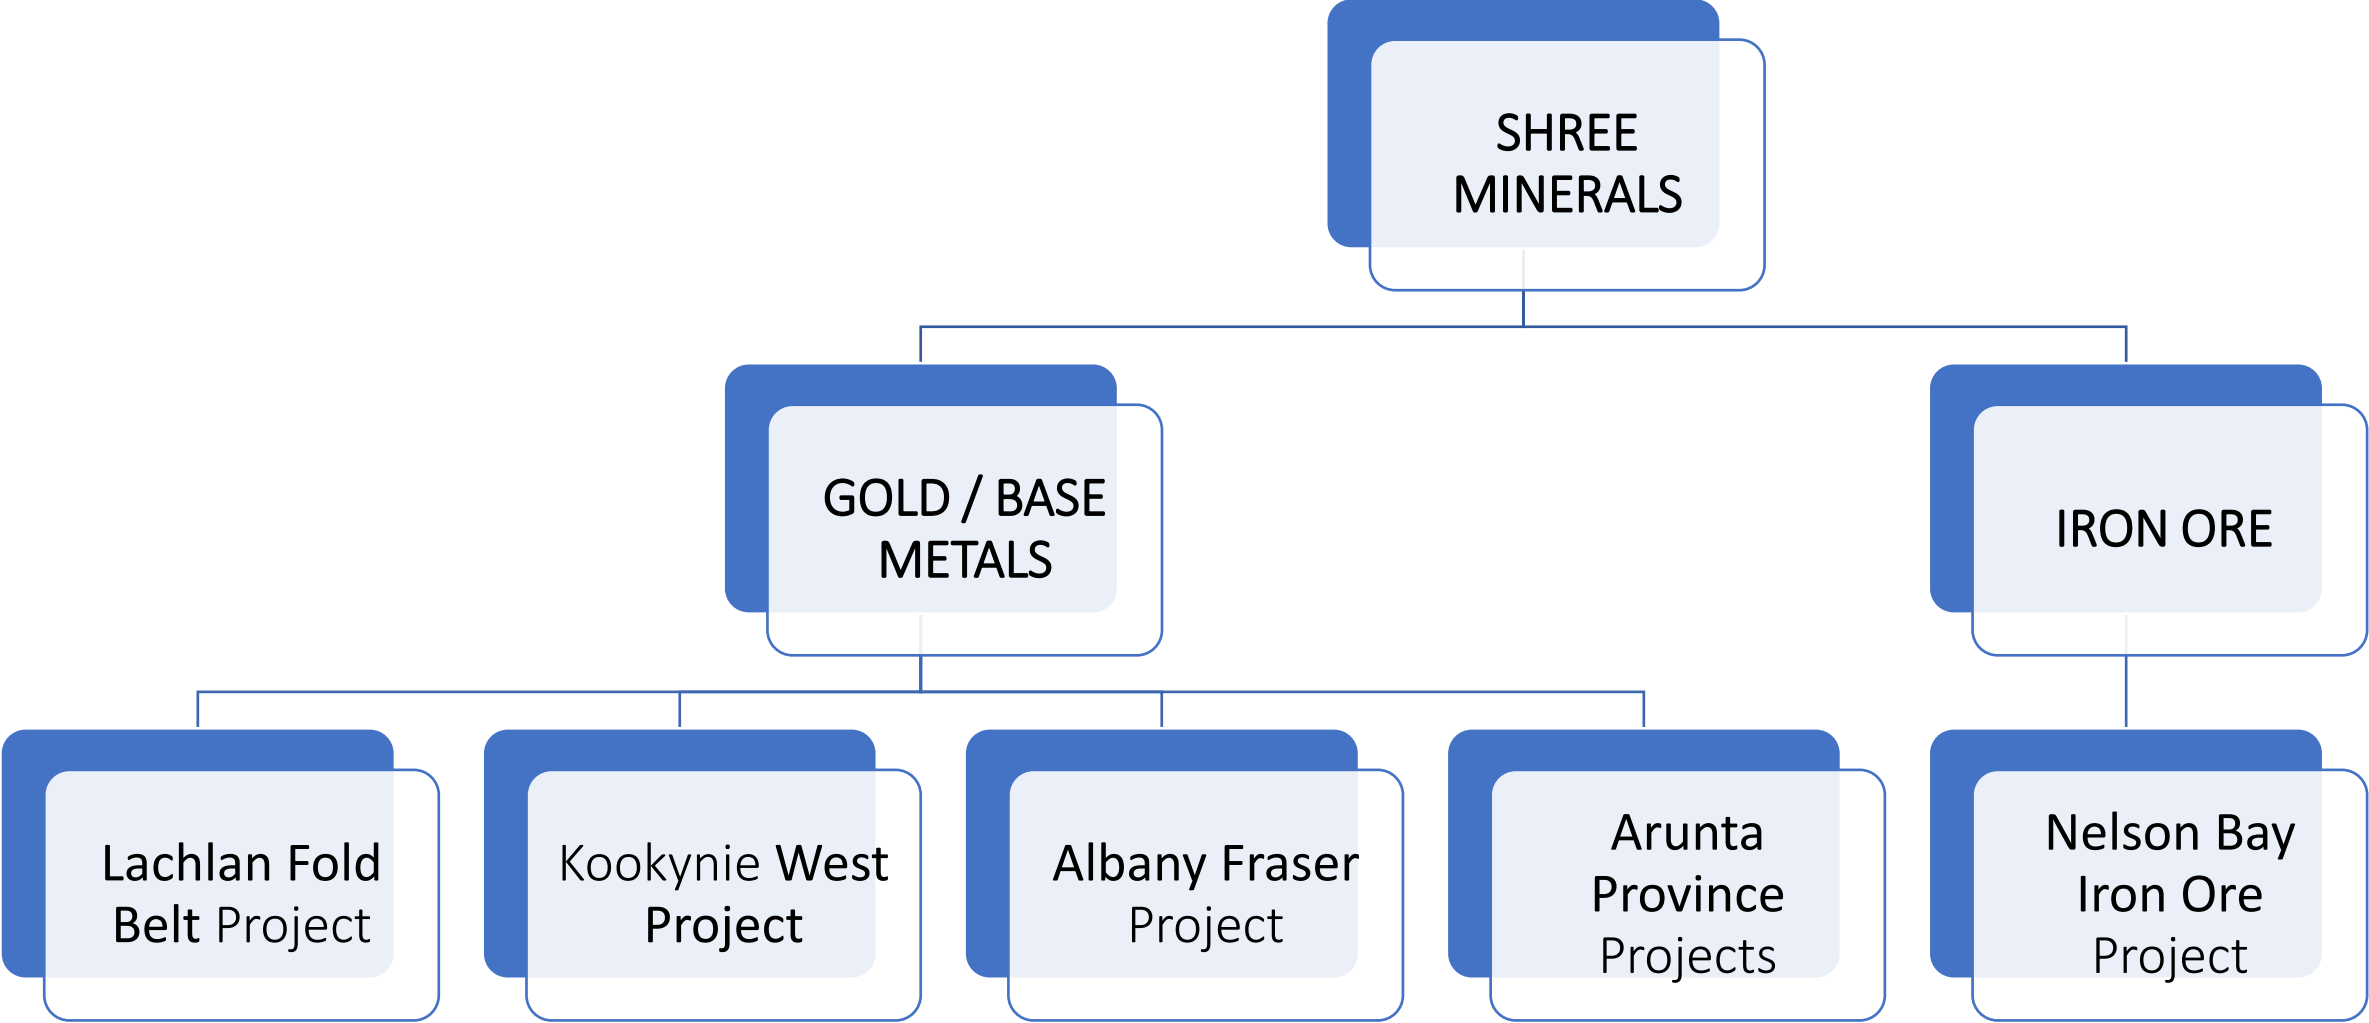 SHREE
MINERALS
GOLD / BASE
METALS
IRON ORE
Lachlan Fold
Belt Project
Kookynie West
Project
Albany Fraser
Project
Arunta
Province
Projects
Nelson Bay
Iron Ore
Project